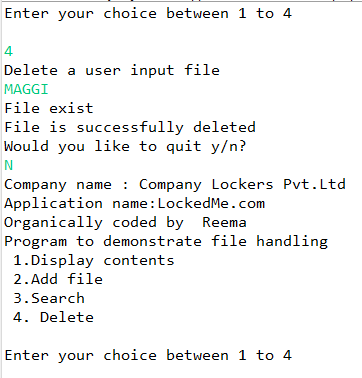 Enter your choice between 1 to 4
4
Delete a user input file
MAGGI
File exist
File is successfully deleted
Would you like to quit y/n?
N
Company name : Company Lockers Pvt.Ltd
Application name:LockedMe.com
Organically coded by  Reema
Program to demonstrate file handling
 1.Display contents
 2.Add file
 3.Search
 4. Delete
Enter your choice between 1 to 4